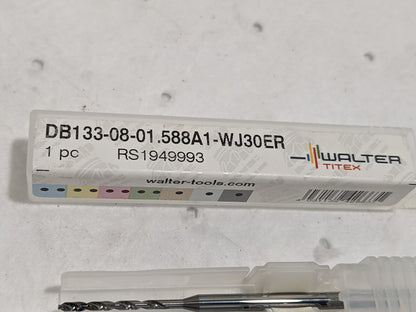 DB133-08-01.588A1-WJ30ER
1 pc RS1949993
WALTER
TITEX
walter-tools.com